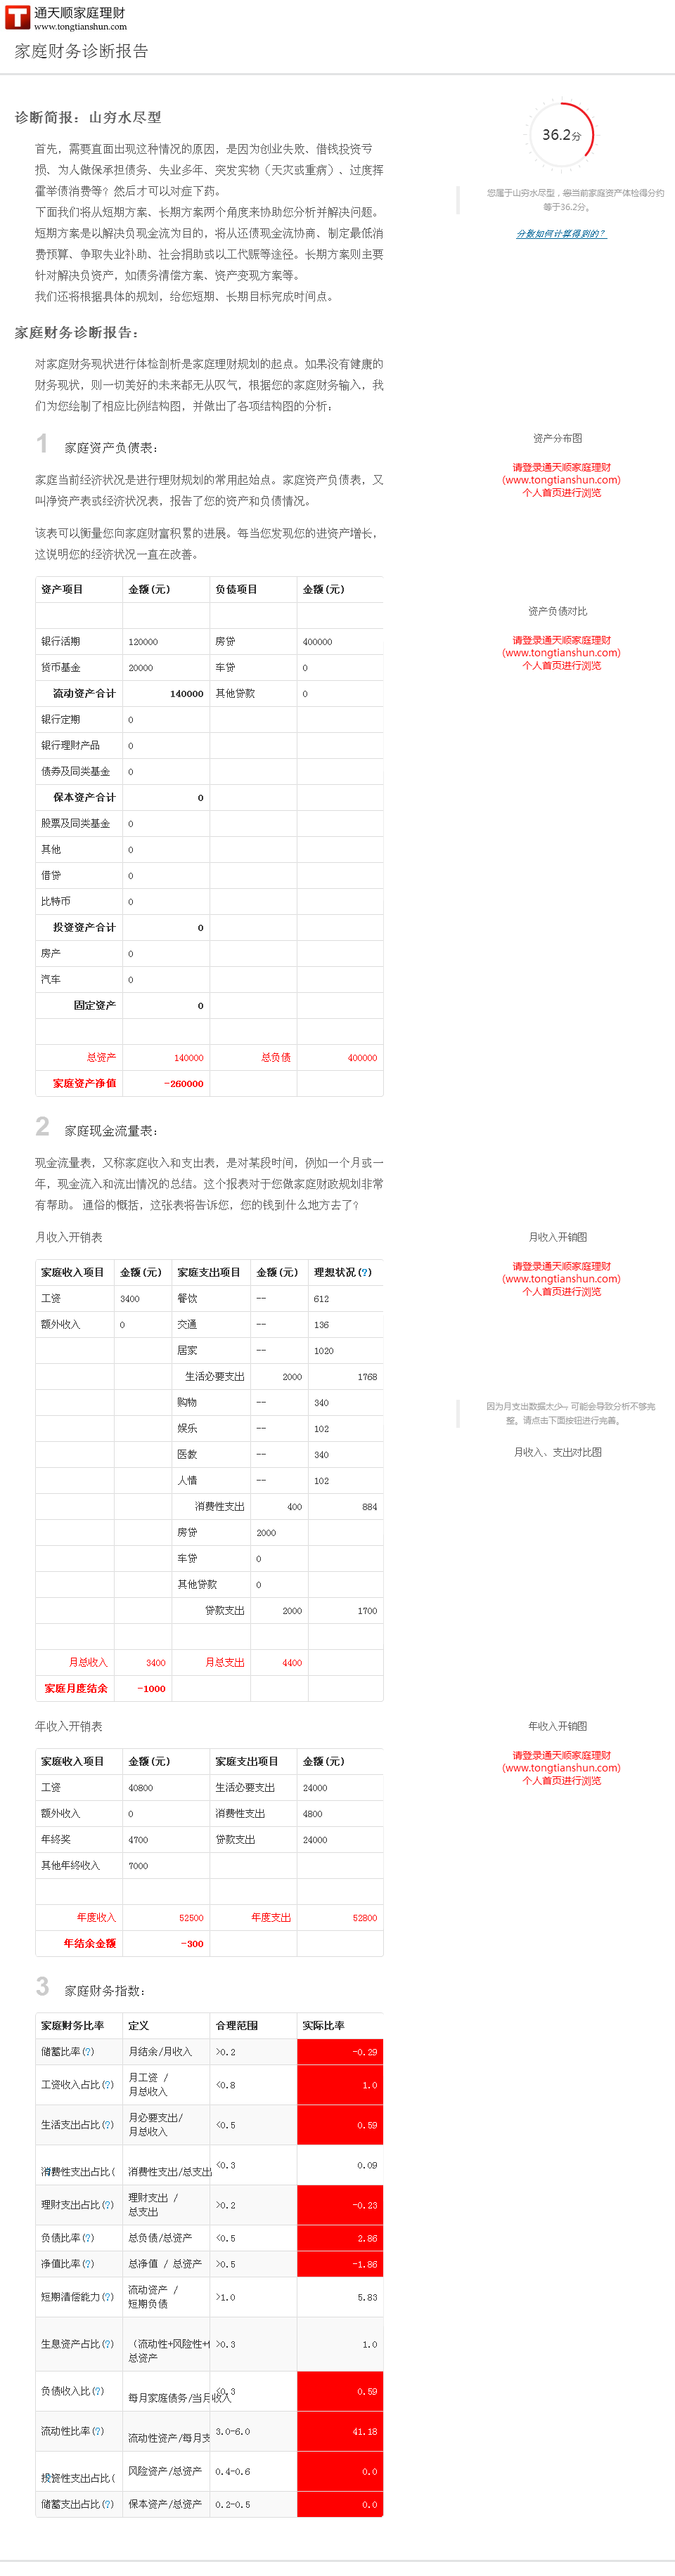 通天顺家庭理财
www.tongtianshun.com
家庭财务诊断报告
诊断简报：山穷水尽型
首先，需要直面出现这种情况的原因，是因为创业失败、借钱投资亏
损、为人做保承担债务、失业多年、突发实物（天灾或重病）、过度挥
霍举债消费等？然后才可以对症下药。
下面我们将从短期方案、长期方案两个角度来协助您分析并解决问题。
短期方案是以解决负现金流为目的，将从还债现金流协商、制定最低消
费预算、争取失业补助、社会捐助或以工代赈等途径。长期方案则主要
针对解决负资产，如债务清偿方案、资产变现方案等。
我们还将根据具体的规划，给您短期、长期目标完成时间点。
36.2分
您属于山穷水尽型，您当前家庭资产体检得分约
等于36.2分。
分数如何计算得到的？
家庭财务诊断报告：
对家庭财务现状进行体检剖析是家庭理财规划的起点。如果没有健康的
财务现状，则一切美好的未来都无从叹气，根据您的家庭财务输入，我
们为您绘制了相应比例结构图，并做出了各项结构图的分析：
1 家庭资产负债表：
家庭当前经济状况是进行理财规划的常用起始点。家庭资产负债表，又
叫净资产表或经济状况表，报告了您的资产和负债情况。
该表可以衡量您向家庭财富积累的进展。每当您发现您的进资产增长，
这说明您的经济状况一直在改善。
资产分布图
请登录通天顺家庭理财
(www.tongtianshun.com)
个人首页进行浏览
资产项目 金额(元) 负债项目 金额(元)
银行活期 120000 房贷 400000
货币基金 20000 车贷 0
流动资产合计 140000 其他贷款 0
银行定期 0
银行理财产品 0
债券及同类基金 0
保本资产合计 0
股票及同类基金 0
其他 0
借贷 0
比特币 0
投资资产合计 0
房产 0
汽车 0
固定资产 0
总资产 140000 总负债 400000
家庭资产净值 -260000
资产负债对比
请登录通天顺家庭理财
(www.tongtianshun.com)
个人首页进行浏览
2 家庭现金流量表：
现金流量表，又称家庭收入和支出表，是对某段时间，例如一个月或一
年，现金流入和流出情况的总结。这个报表对于您做家庭财政规划非常
有帮助。 通俗的慨括，这张表将告诉您，您的钱到什么地方去了？
月收入开销表
家庭收入项目 金额(元) 家庭支出项目 金额(元) 理想状况(?)
工资 3400 餐饮 -- 612
额外收入 0 交通 -- 136
居家 -- 1020
生活必要支出 2000 1768
购物 -- 340
娱乐 -- 102
医教 -- 340
人情 -- 102
消费性支出 400 884
房贷 2000
车贷 0
其他贷款 0
贷款支出 2000 1700
月总收入 3400 月总支出 4400
家庭月度结余 -1000
月收入开销图
请登录通天顺家庭理财
(www.tongtianshun.com)
个人首页进行浏览
因为月支出数据太少，可能会导致分析不够完
整。请点击下面按钮进行完善。
月收入、支出对比图
年收入开销表
家庭收入项目 金额(元) 家庭支出项目 金额(元)
工资 40800 生活必要支出 24000
额外收入 0 消费性支出 4800
年终奖 4700 贷款支出 24000
其他年终收入 7000
年度收入 52500 年度支出 52800
年结余金额 -300
年收入开销图
请登录通天顺家庭理财
(www.tongtianshun.com)
个人首页进行浏览
3 家庭财务指数：
家庭财务比率 定义 合理范围 实际比率
储蓄比率(?) 月结余/月收入 >0.2 -0.29
工资收入占比(?) 月工资 /
月总收入 <0.8 1.0
生活支出占比(?) 月必要支出/
月总收入 <0.5 0.59
消费性支出占比( 消费性支出/总支出 <0.3 0.09
理财支出占比(?) 理财支出 /
总支出 >0.2 -0.23
负债比率(?) 总负债/总资产 <0.5 2.86
净值比率(?) 总净值 / 总资产 >0.5 -1.86
短期清偿能力(?) 流动资产 /
短期负债 >1.0 5.83
生息资产占比(?) （流动性+风险性+
总资产 >0.3 1.0
负债收入比(?) 每月家庭债务/当月收入 <0.3 0.59
流动性比率(?) 流动性资产/每月支 3.0-6.0 41.18
投资性支出占比( 风险资产/总资产 0.4-0.6 0.0
储蓄支出占比(?) 保本资产/总资产 0.2-0.5 0.0